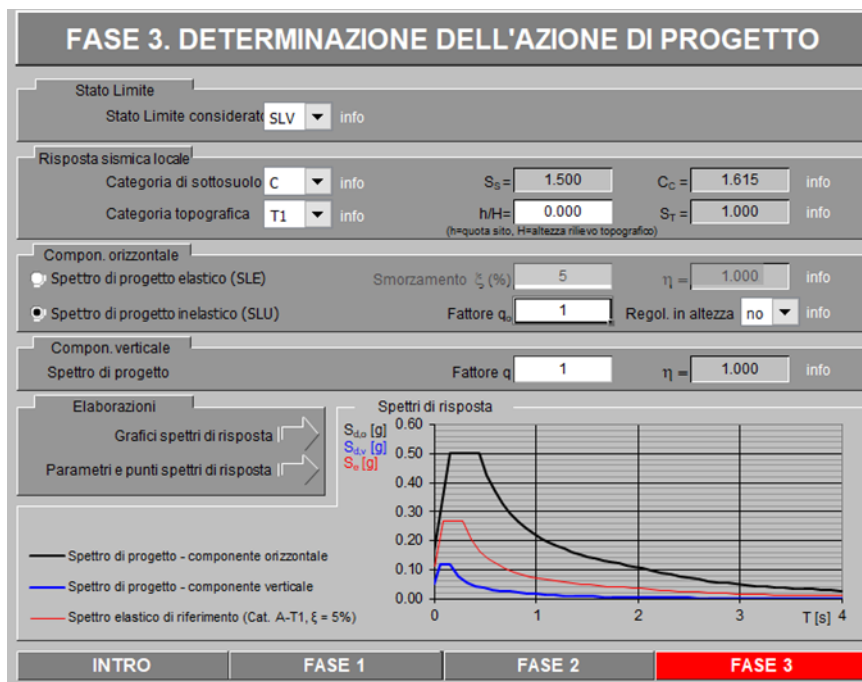 FASE 3. DETERMINAZIONE DELL'AZIONE DI PROGETTO
Stato Limite
Stato Limite considerato SLV info
Risposta sismica locale
Categoria di sottosuolo C info SS = 1.500 CC = 1.615 info
Categoria topografica T1 info h/H= 0.000 ST = 1.000 info
(h=quota sito, H=altezza rilievo topografico)
Compon. orizzontale
Spettro di progetto elastico (SLE) Smorzamento ξ (%) 5 η = 1.000 info
Spettro di progetto inelastico (SLU) Fattore qo 1 Regol. in altezza no info
Compon. verticale
Spettro di progetto Fattore q 1 η = 1.000 info
Elaborazioni
Grafici spettri di risposta
Parametri e punti spettri di risposta
Spettri di risposta
Sd,o [g]
Sd,v [g]
Se [g]
0.60
0.50
0.40
0.30
0.20
0.10
0.00
0 1 2 3 T [s] 4
Spettro di progetto - componente orizzontale
Spettro di progetto - componente verticale
Spettro elastico di riferimento (Cat. A-T1, ξ = 5%)
INTRO FASE 1 FASE 2 FASE 3